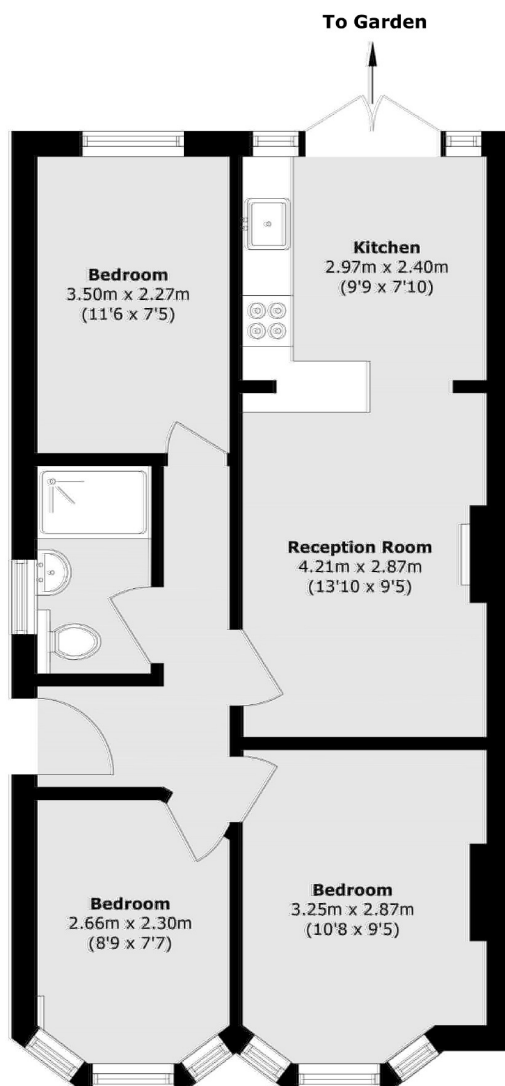 To Garden
Kitchen
2.97m x 2.40m
(9'9 x 7'10)
Bedroom
3.50m x 2.27m
(11'6 x 7'5)
Reception Room
4.21m x 2.87m
(13'10 x 9'5)
Bedroom
2.66m x 2.30m
(8'9 x 7'7)
Bedroom
3.25m x 2.87m
(10'8 x 9'5)